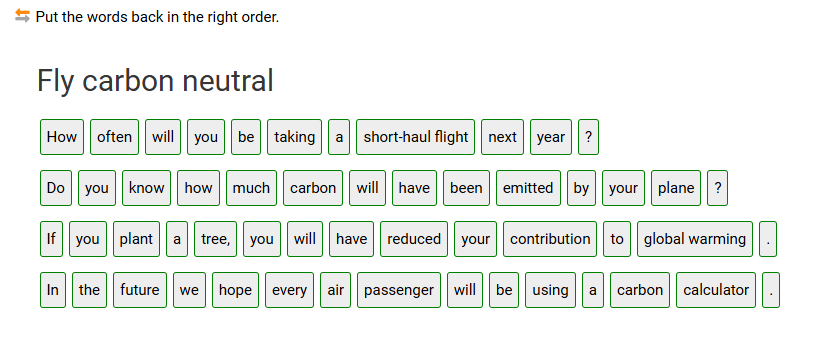 Put the words back in the right order.
Fly carbon neutral
How often will you be taking a short-haul flight next year ?
Do you know how much carbon will have been emitted by your plane ?
If you plant a tree, you will have reduced your contribution to global warming .
In the future we hope every air passenger will be using a carbon calculator .